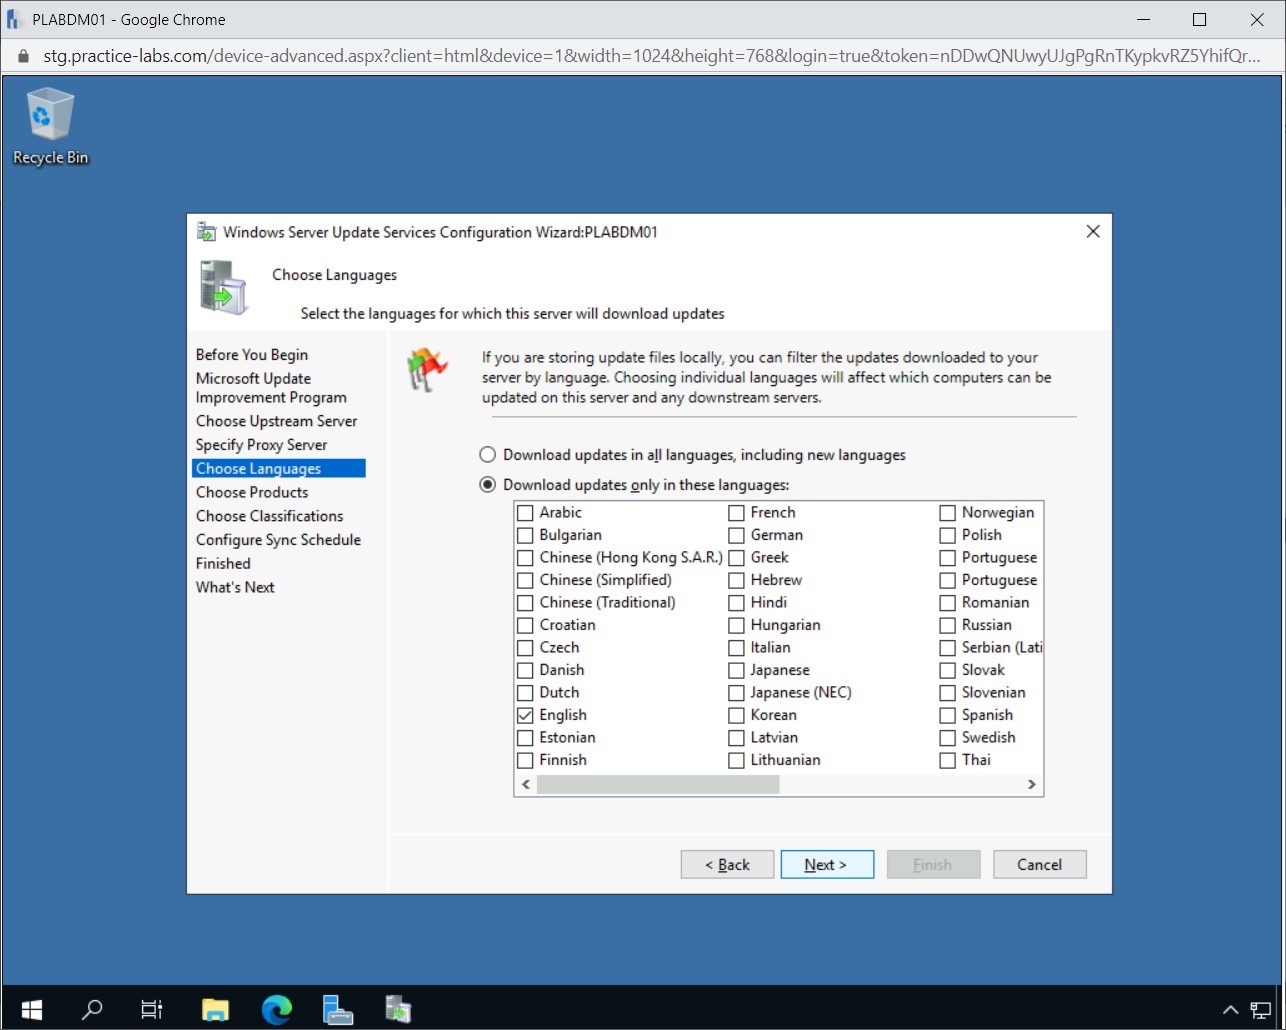 PLABDM01 - Google Chrome
stg.practice-labs.com/device-advanced.aspx?client=html&device=1&width=1024&height=768&login=true&token=nDDwQNUwyUJgPgRnTKypkvRZ5YhifQr...
Recycle Bin
Windows Server Update Services Configuration Wizard:PLABDM01
Choose Languages
Select the languages for which this server will download updates
Before You Begin
Microsoft Update
Improvement Program
Choose Upstream Server
Specify Proxy Server
Choose Languages
Choose Products
Choose Classifications
Configure Sync Schedule
Finished
What's Next
If you are storing update files locally, you can filter the updates downloaded to your
server by language. Choosing individual languages will affect which computers can be
updated on this server and any downstream servers.
Download updates in all languages, including new languages
Download updates only in these languages:
Arabic
Bulgarian
Chinese (Hong Kong S.A.R.)
Chinese (Simplified)
Chinese (Traditional)
Croatian
Czech
Danish
Dutch
English
Estonian
Finnish
French
German
Greek
Hebrew
Hindi
Hungarian
Italian
Japanese
Japanese (NEC)
Korean
Latvian
Lithuanian
Norwegian
Polish
Portuguese
Portuguese
Romanian
Russian
Serbian (Lati
Slovak
Slovenian
Spanish
Swedish
Thai
< Back
Next >
Finish
Cancel